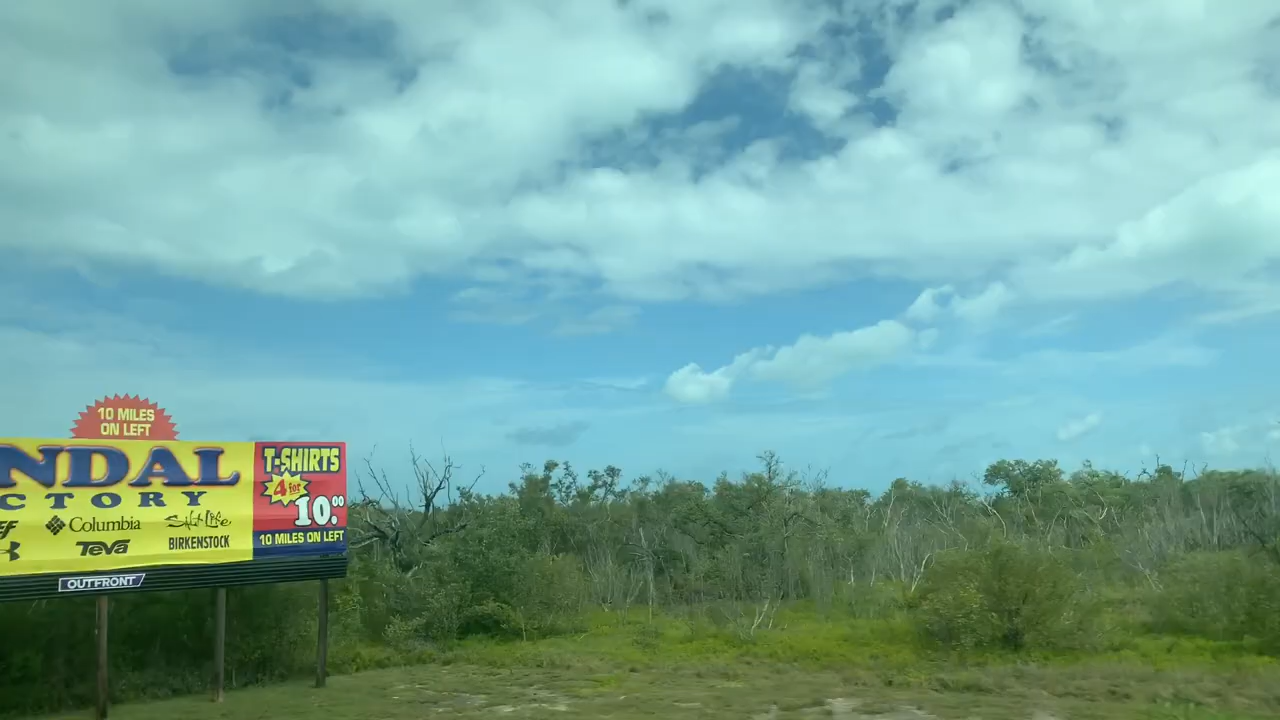 10 MILES
ON LEFT
NDAL
CTORY
Columbia
Salt Life
Teva
BIRKENSTOCK
T-SHIRTS
4 for
10.00
10 MILES ON LEFT
OUTFRONT